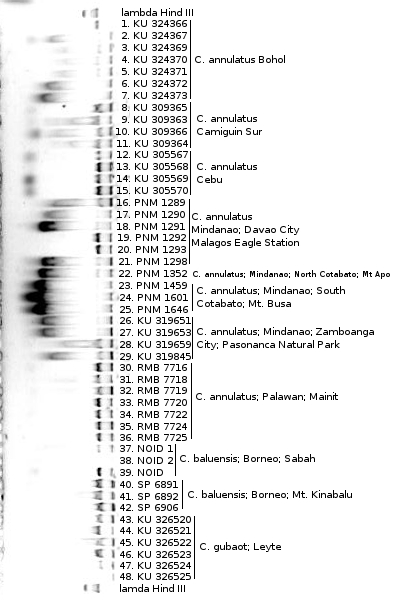 lambda Hind III
1. KU 324366
2. KU 324367
3. KU 324369
4. KU 324370
5. KU 324371
6. KU 324372
7. KU 324373
C. annulatus Bohol
8. KU 309365
9. KU 309363
10. KU 309366
11. KU 309364
C. annulatus
Camiguin Sur
12. KU 305567
13. KU 305568
14. KU 305569
15. KU 305570
C. annulatus
Cebu
16. PNM 1289
17. PNM 1290
18. PNM 1291
19. PNM 1292
20. PNM 1293
21. PNM 1298
C. annulatus
Mindanao; Davao City
Malagos Eagle Station
22. PNM 1352
C. annulatus; Mindanao; North Cotabato; Mt Apo
23. PNM 1459
24. PNM 1601
25. PNM 1646
C. annulatus; Mindanao; South
Cotabato; Mt. Busa
26. KU 319651
27. KU 319653
28. KU 319659
29. KU 319845
C. annulatus; Mindanao; Zamboanga
City; Pasonanca Natural Park
30. RMB 7716
31. RMB 7718
32. RMB 7719
33. RMB 7720
34. RMB 7722
35. RMB 7724
36. RMB 7725
C. annulatus; Palawan; Mainit
37. NOID 1
38. NOID 2
39. NOID
C. baluensis; Borneo; Sabah
40. SP 6891
41. SP 6892
42. SP 6906
C. baluensis; Borneo; Mt. Kinabalu
43. KU 326520
44. KU 326521
45. KU 326522
46. KU 326523
47. KU 326524
48. KU 326525
C. gubaot; Leyte
lamda Hind III